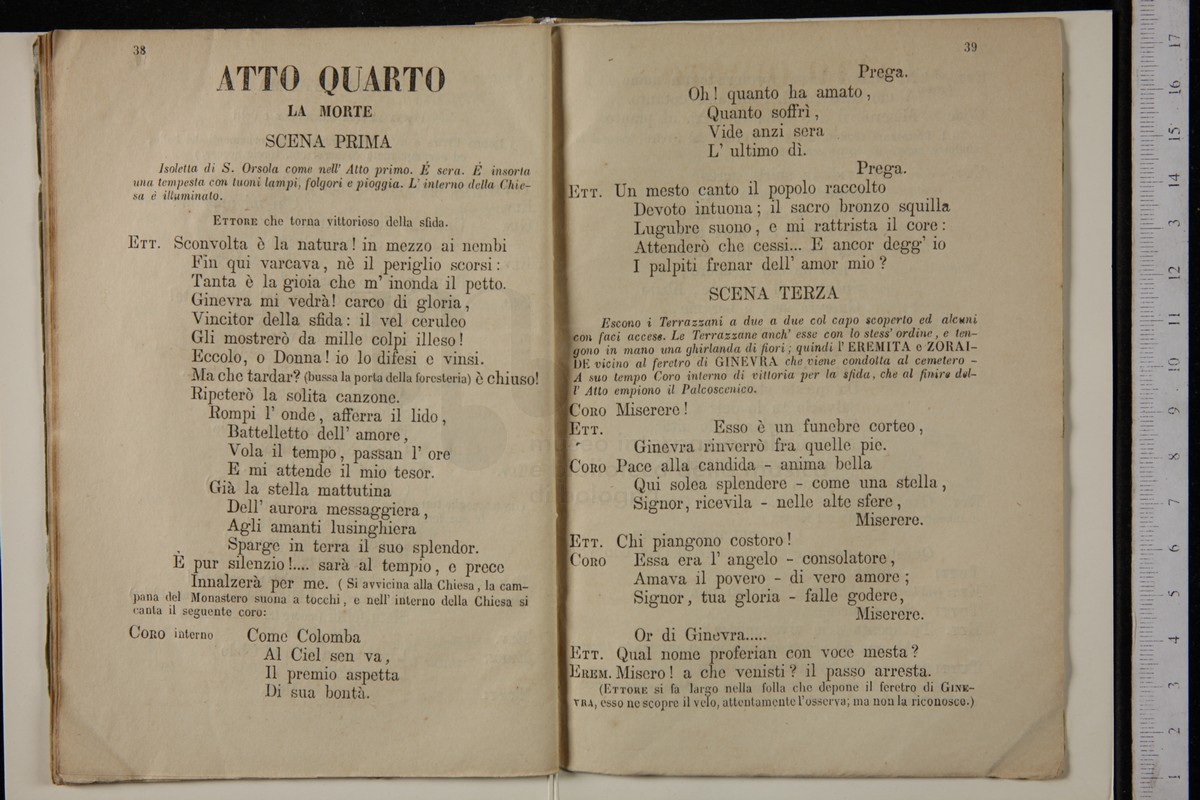 38
ATTO QUARTO
LA MORTE
SCENA PRIMA
Isoletta di S. Orsola come nell' Atto primo. È sera. È insorta
una tempesta con tuoni lampi, folgori e pioggia. L' interno della Chie-
sa è illuminato.
ETTORE che torna vittorioso della sfida.
ETT. Sconvolta è la natura! in mezzo ai nembi
Fin qui varcava, nè il periglio scorsi:
Tanta è la gioia che m' inonda il petto.
Ginevra mi vedrà! carco di gloria,
Vincitor della sfida: il vel ceruleo
Gli mostrerò da mille colpi illeso!
Eccolo, o Donna! io lo difesi e vinsi.
Ma che tardar? (bussa la porta della foresteria) è chiuso!
Ripeterò la solita canzone.
Rompi l' onde, afferra il lido,
Battelletto dell' amore,
Vola il tempo, passan l' ore
E mi attende il mio tesor.
Già la stella mattutina
Dell' aurora messaggiera,
Agli amanti lusinghiera
Sparge in terra il suo splendor.
E pur silenzio!.... sarà al tempio, e prece
Innalzerà per me. ( Si avvicina alla Chiesa, la cam-
pana del Monastero suona a tocchi, e nell' interno della Chiesa si
canta il seguente coro:
CORO interno Come Colomba
Al Ciel sen va,
Il premio aspetta
Di sua bontà.
39
Prega.
Oh! quanto ha amato,
Quanto soffrì,
Vide anzi sera
L' ultimo dì.
Prega.
ETT. Un mesto canto il popolo raccolto
Devoto intuona; il sacro bronzo squilla
Lugubre suono, e mi rattrista il core:
Attenderò che cessi... E ancor degg' io
I palpiti frenar dell' amor mio?
SCENA TERZA
Escono i Terrazzani a due a due col capo scoperto ed alcuni
con faci accese. Le Terrazzane anch' esse con lo stess' ordine, e ten-
gono in mano una ghirlanda di fiori; quindi l' EREMITA e ZORAI-
DE vicino al feretro di GINEVRA che viene condotta al cemetero -
A suo tempo Coro interno di vittoria per la sfida, che al finire del-
l' Atto empiono il Palcoscenico.
CORO Miserere!
ETT. Esso è un funebre corteo,
Ginevra rinverrò fra quelle pie.
CORO Pace alla candida - anima bella
Qui solea splendere - come una stella,
Signor, ricevila - nelle alte sfere,
Miserere.
ETT. Chi piangono costoro!
CORO Essa era l' angelo - consolatore,
Amava il povero - di vero amore;
Signor, tua gloria - falle godere,
Miserere.
Or di Ginevra.....
ETT. Qual nome proferian con voce mesta?
EREM. Misero! a che venisti? il passo arresta.
(ETTORE si fa largo nella folla che depone il feretro di GINE-
VRA, esso ne scopre il velo, attentamente l'osserva; ma non la riconosce.)
17
16
15
14
13
12
11
10
9
8
7
6
5
4
3
2
1